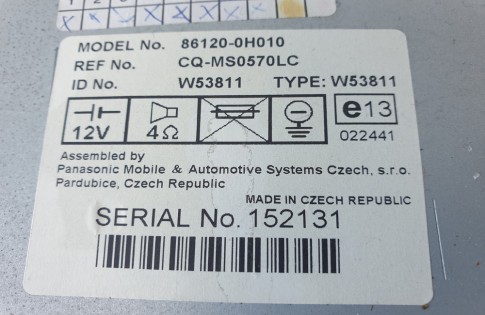 MODEL No. 86120-0H010
REF No. CQ-MS0570LC
ID No. W53811 TYPE: W53811
12V 4Ω e13
022441
Assembled by
Panasonic Mobile & Automotive Systems Czech, s.r.o.
Pardubice, Czech Republic
MADE IN CZECH REPUBLIC
SERIAL No. 152131